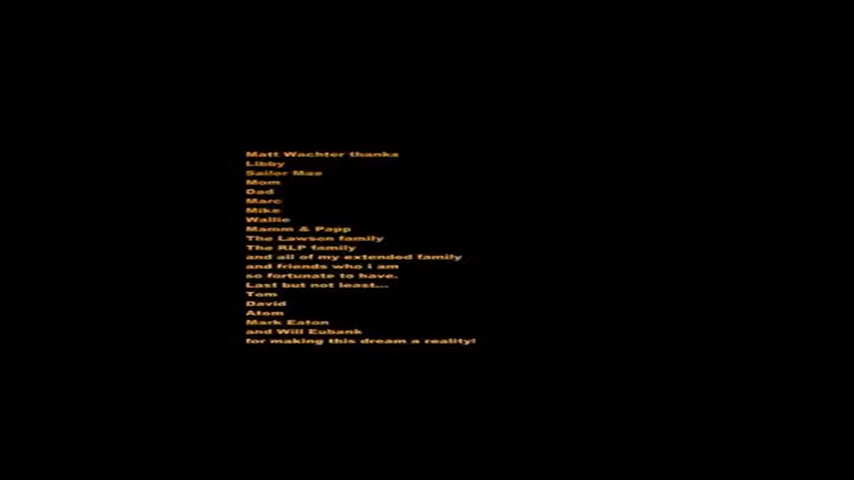 Matt Wachter thanks
Libby
Sailor Mae
Mom
Dad
Marc
Mike
Wallie
Mamm & Papp
The Lawson family
The RLP family
and all of my extended family
and friends who I am
so fortunate to have.
Last but not least...
Tom
David
Atom
Mark Eaton
and Will Eubank
for making this dream a reality!